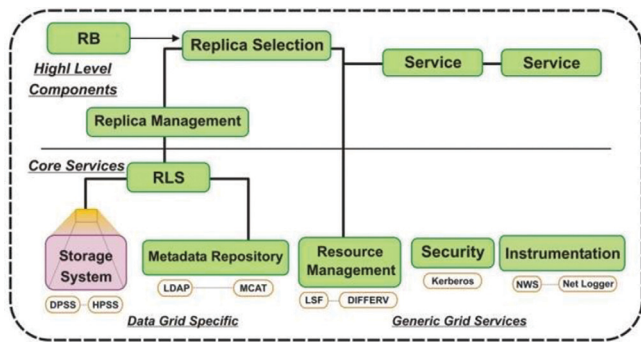 RB
Replica Selection
Highl Level
Components
Service
Service
Replica Management
Core Services
RLS
Storage
System
Metadata Repository
Resource
Management
Security
Instrumentation
DPSS
HPSS
LDAP
MCAT
LSF
DIFFERV
Kerberos
NWS
Net Logger
Data Grid Specific
Generic Grid Services